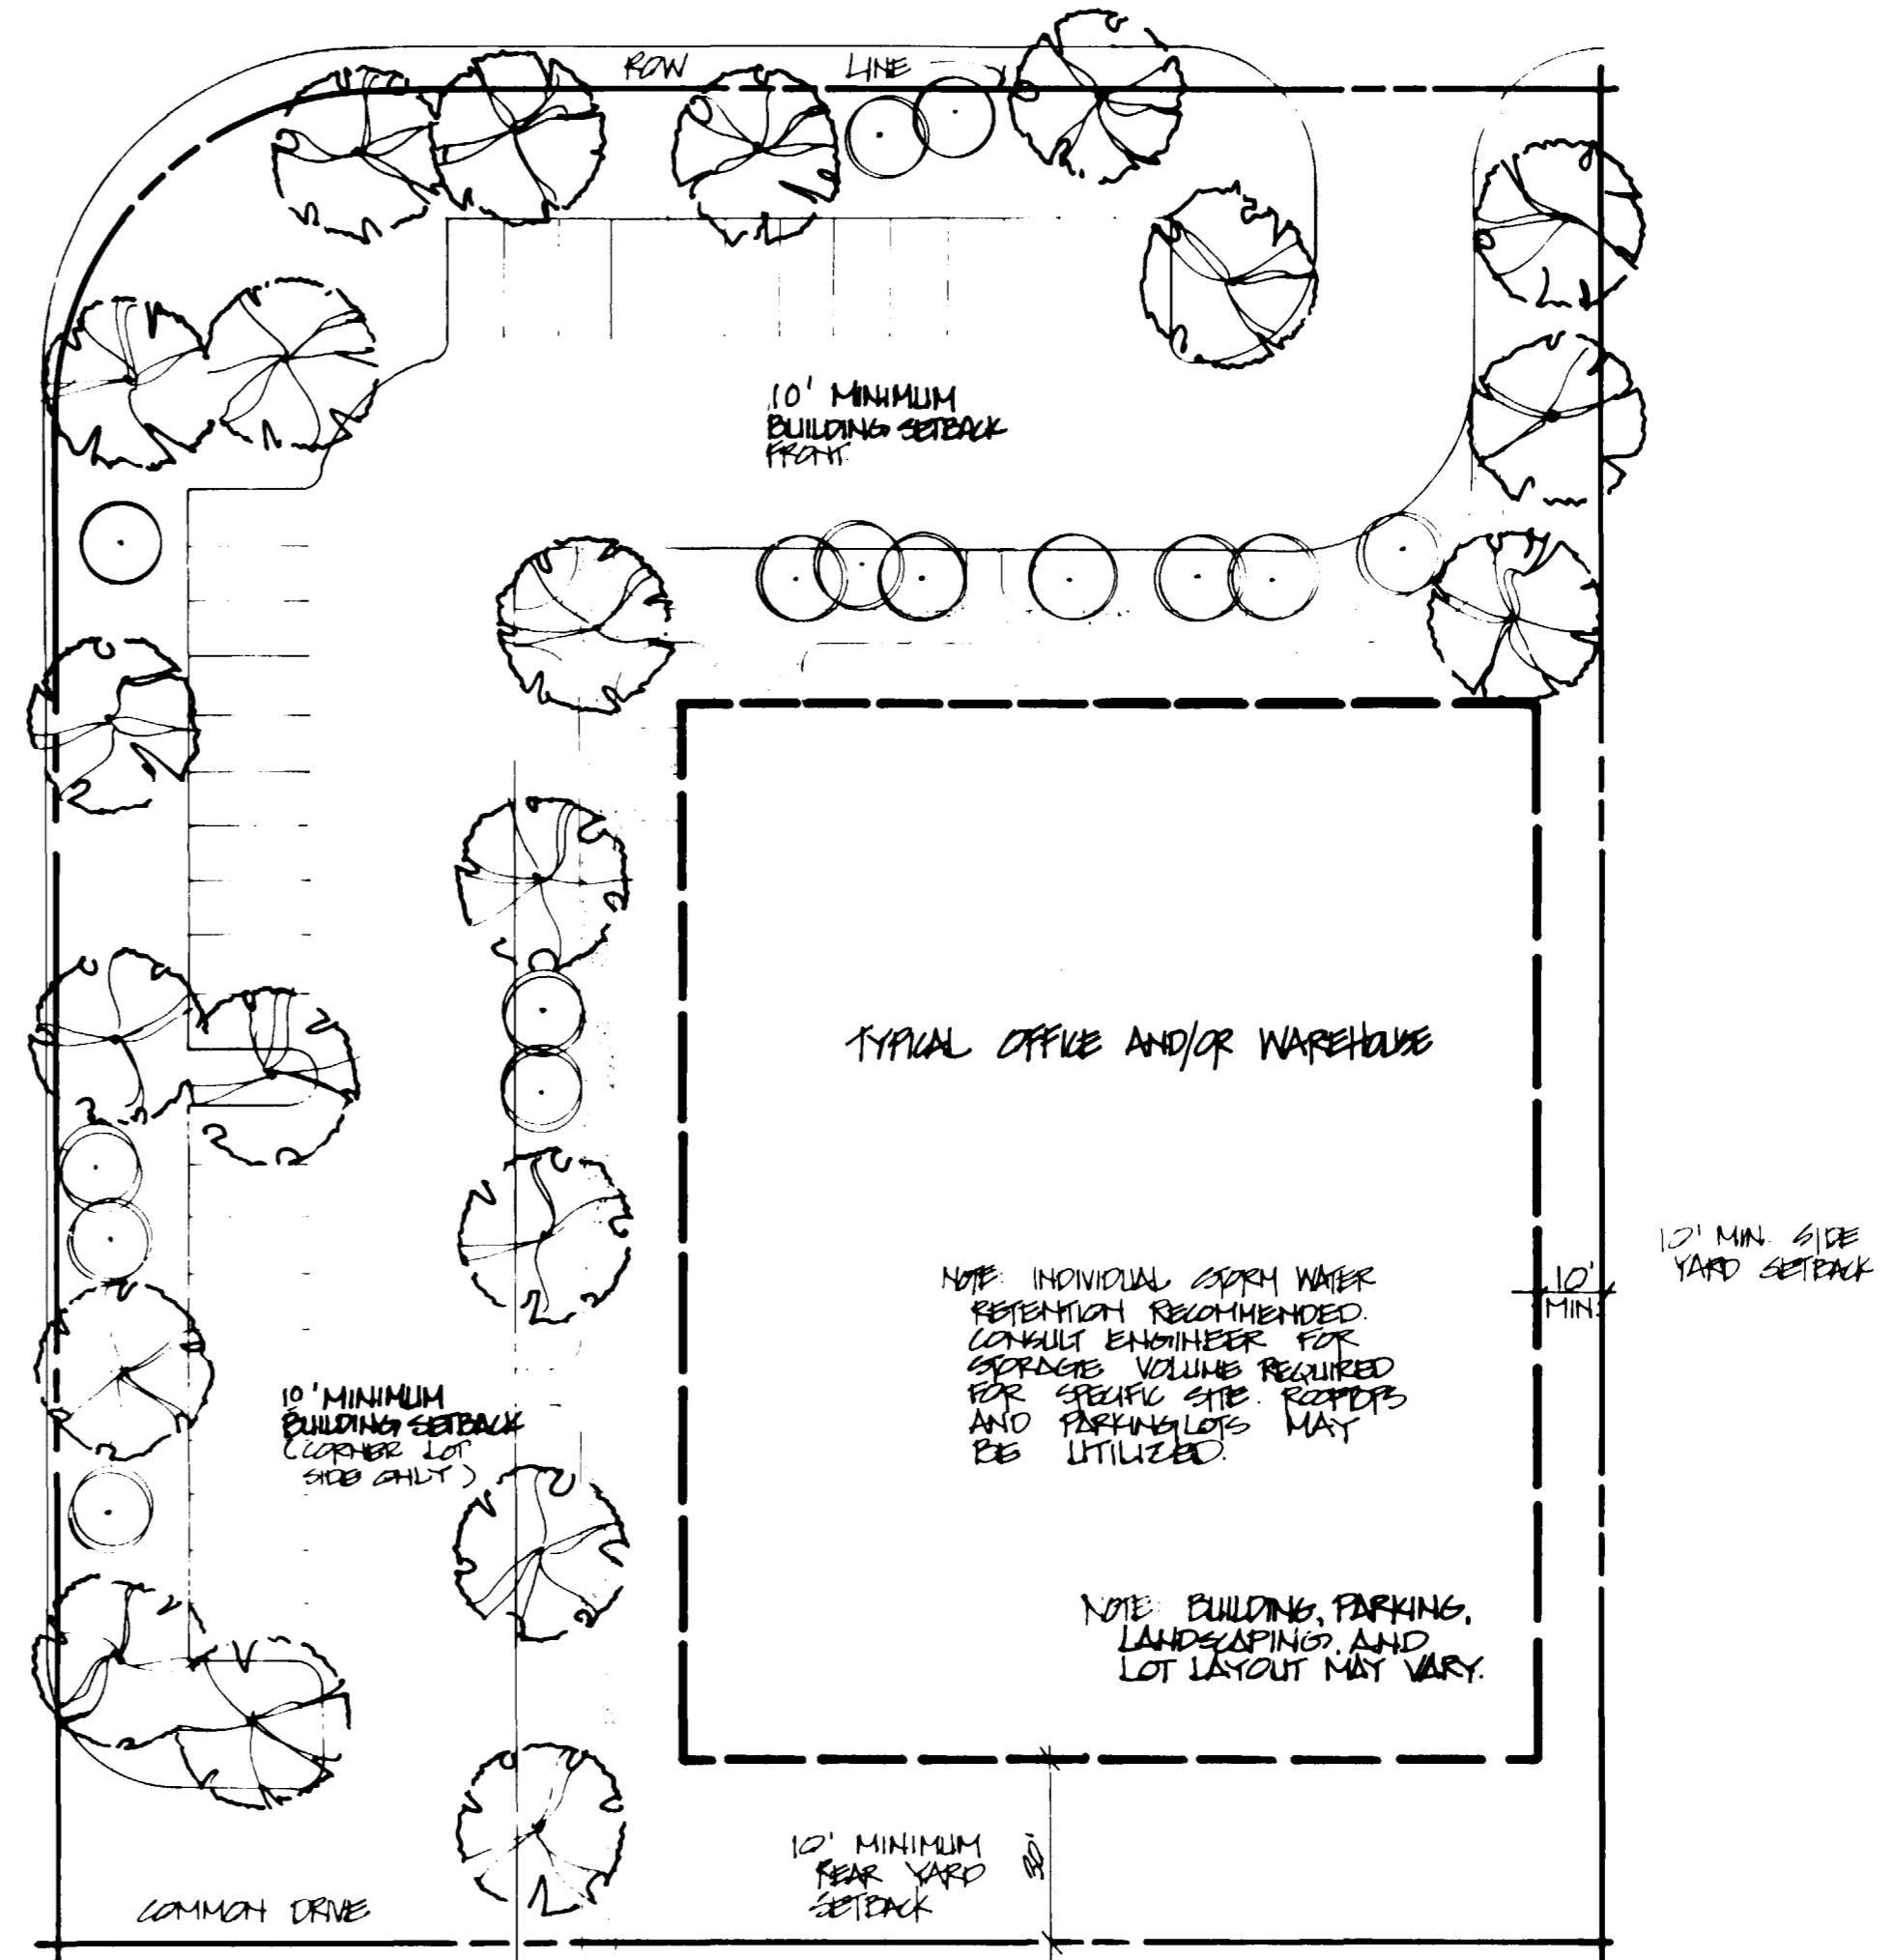 ROW LINE
10' MINIMUM
BUILDING SETBACK
FRONT
TYPICAL OFFICE AND/OR WAREHOUSE
10' MIN. SIDE
YARD SETBACK
10'
MIN.
NOTE: INDIVIDUAL STORM WATER
RETENTION RECOMMENDED.
CONSULT ENGINEER FOR
STORAGE VOLUME REQUIRED
FOR SPECIFIC SITE. ROOFTOPS
AND PARKING LOTS MAY
BE UTILIZED.
10' MINIMUM
BUILDING SETBACK
(CORNER LOT
SIDE ONLY)
NOTE: BUILDING, PARKING,
LANDSCAPING, AND
LOT LAYOUT MAY VARY.
10' MINIMUM
REAR YARD
SETBACK
COMMON DRIVE